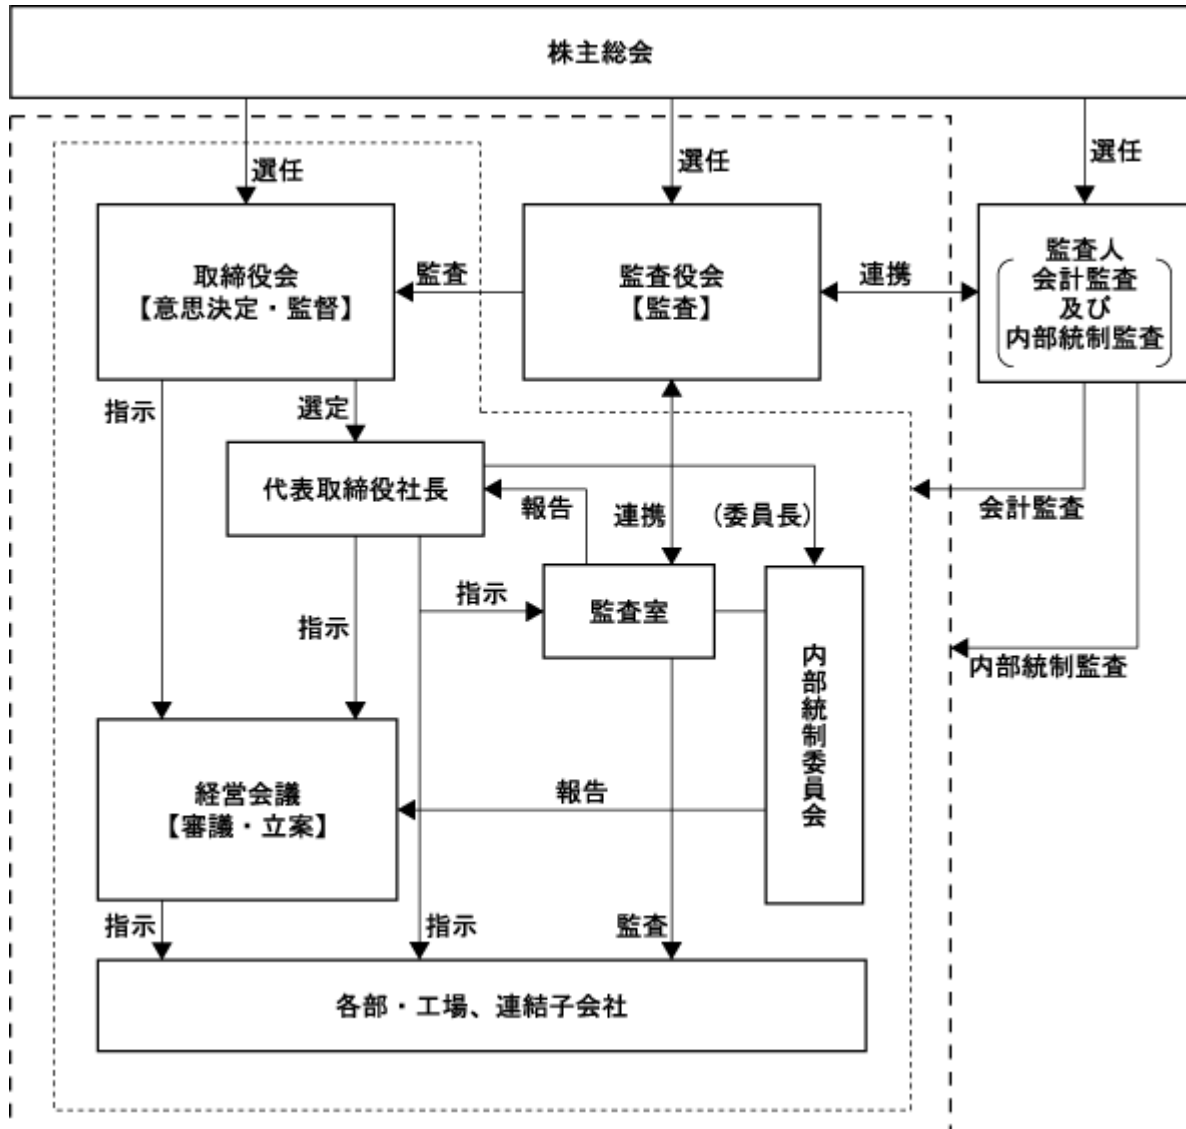 株主総会
選任
選任
選任
取締役会
【意思決定・監督】
監査
監査役会
【監査】
連携
監査人
会計監査
及び
内部統制監査
指示
選定
代表取締役社長
報告
連携
(委員長)
会計監査
指示
指示
監査室
内部統制委員会
内部統制監査
経営会議
【審議・立案】
報告
指示
指示
監査
各部・工場、連結子会社